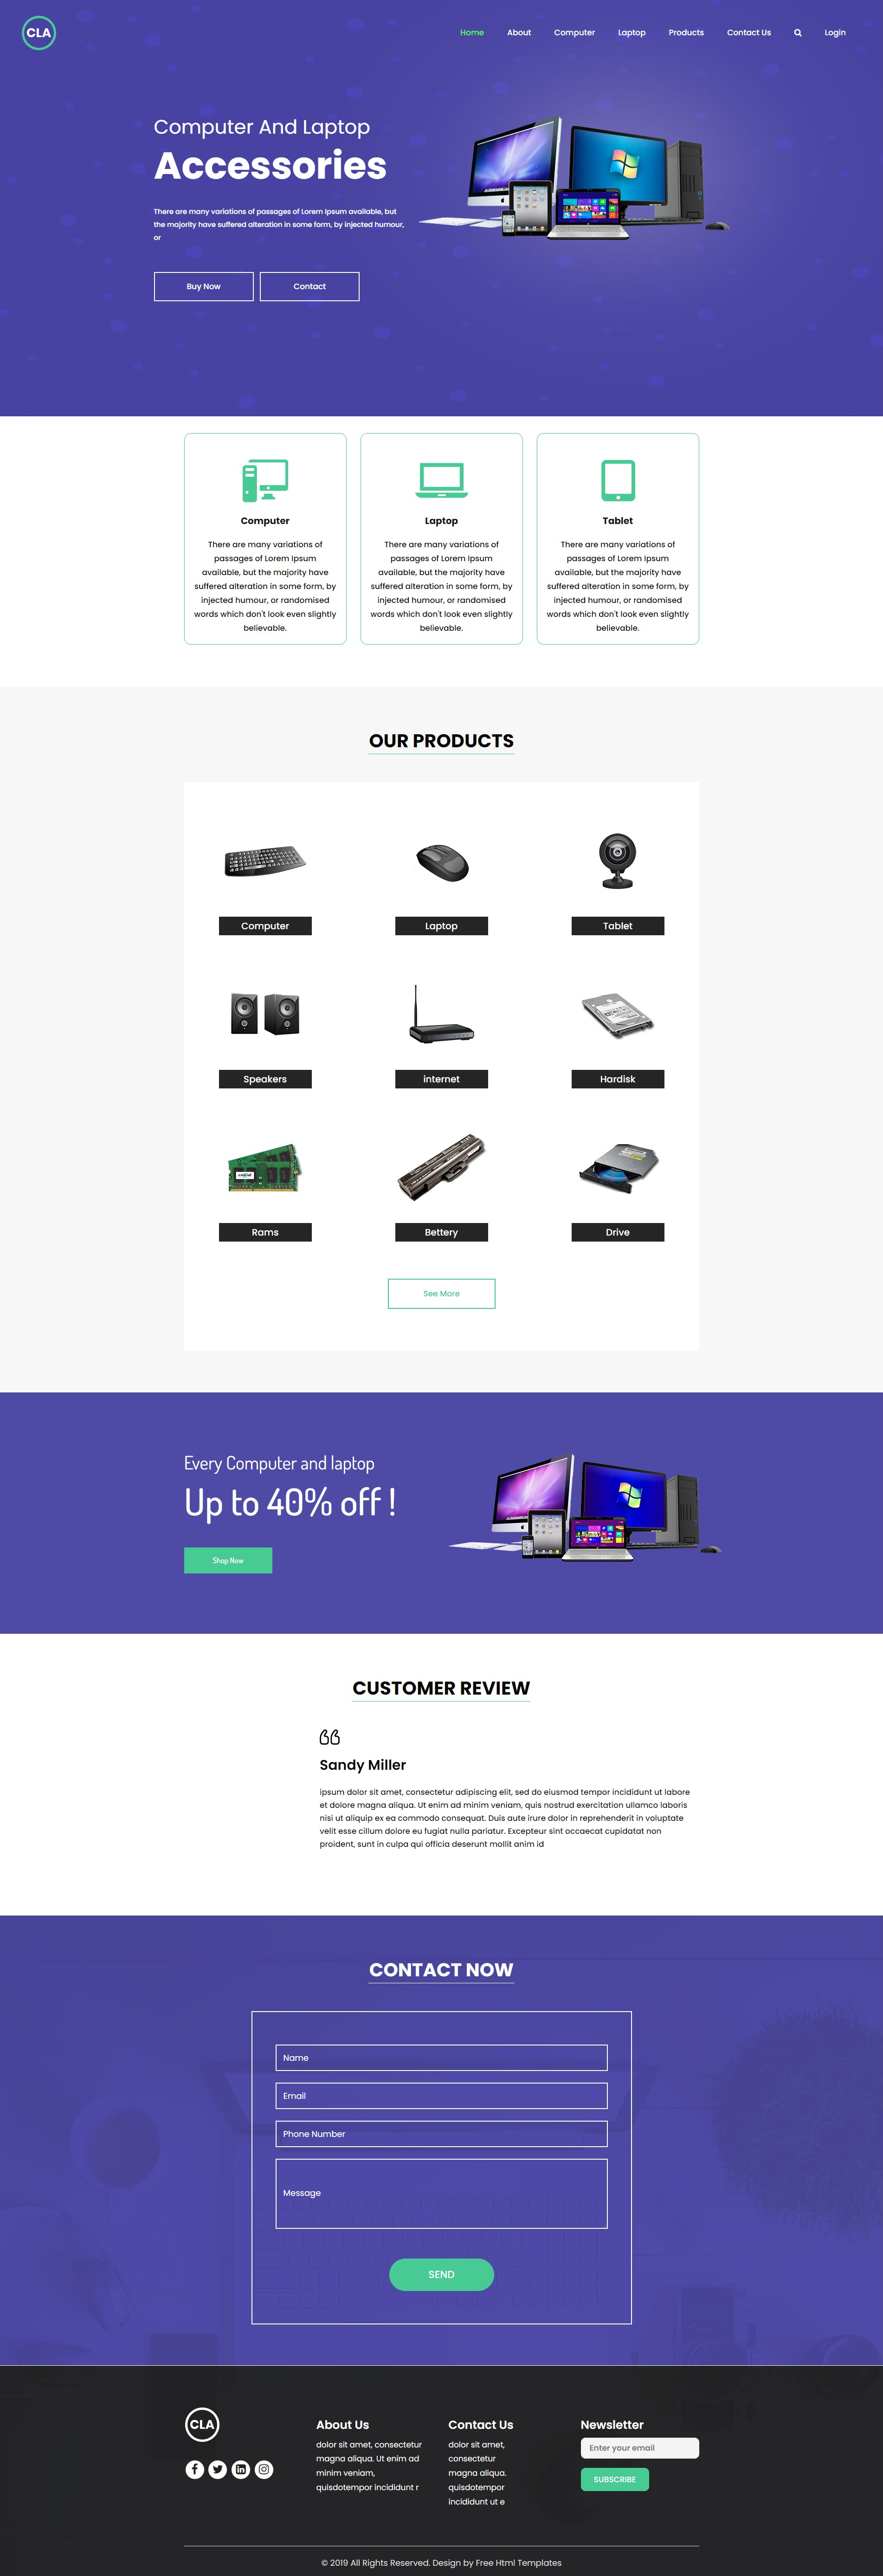 CLA
Home About Computer Laptop Products Contact Us Login
Computer And Laptop
Accessories
There are many variations of passages of Lorem Ipsum available, but
the majority have suffered alteration in some form, by injected humour,
or
Buy Now Contact
Computer
There are many variations of
passages of Lorem Ipsum
available, but the majority have
suffered alteration in some form, by
injected humour, or randomised
words which don't look even slightly
believable.
Laptop
There are many variations of
passages of Lorem Ipsum
available, but the majority have
suffered alteration in some form, by
injected humour, or randomised
words which don't look even slightly
believable.
Tablet
There are many variations of
passages of Lorem Ipsum
available, but the majority have
suffered alteration in some form, by
injected humour, or randomised
words which don't look even slightly
believable.
OUR PRODUCTS
Computer Laptop Tablet
Speakers internet Hardisk
Rams Bettery Drive
See More
Every Computer and laptop
Up to 40% off !
Shop Now
CUSTOMER REVIEW
Sandy Miller
ipsum dolor sit amet, consectetur adipiscing elit, sed do eiusmod tempor incididunt ut labore
et dolore magna aliqua. Ut enim ad minim veniam, quis nostrud exercitation ullamco laboris
nisi ut aliquip ex ea commodo consequat. Duis aute irure dolor in reprehenderit in voluptate
velit esse cillum dolore eu fugiat nulla pariatur. Excepteur sint occaecat cupidatat non
proident, sunt in culpa qui officia deserunt mollit anim id
CONTACT NOW
Name
Email
Phone Number
Message
SEND
CLA
About Us
dolor sit amet, consectetur
magna aliqua. Ut enim ad
minim veniam,
quisdotempor incididunt r
Contact Us
dolor sit amet,
consectetur
magna aliqua.
quisdotempor
incididunt ut e
Newsletter
Enter your email
SUBSCRIBE
© 2019 All Rights Reserved. Design by Free Html Templates